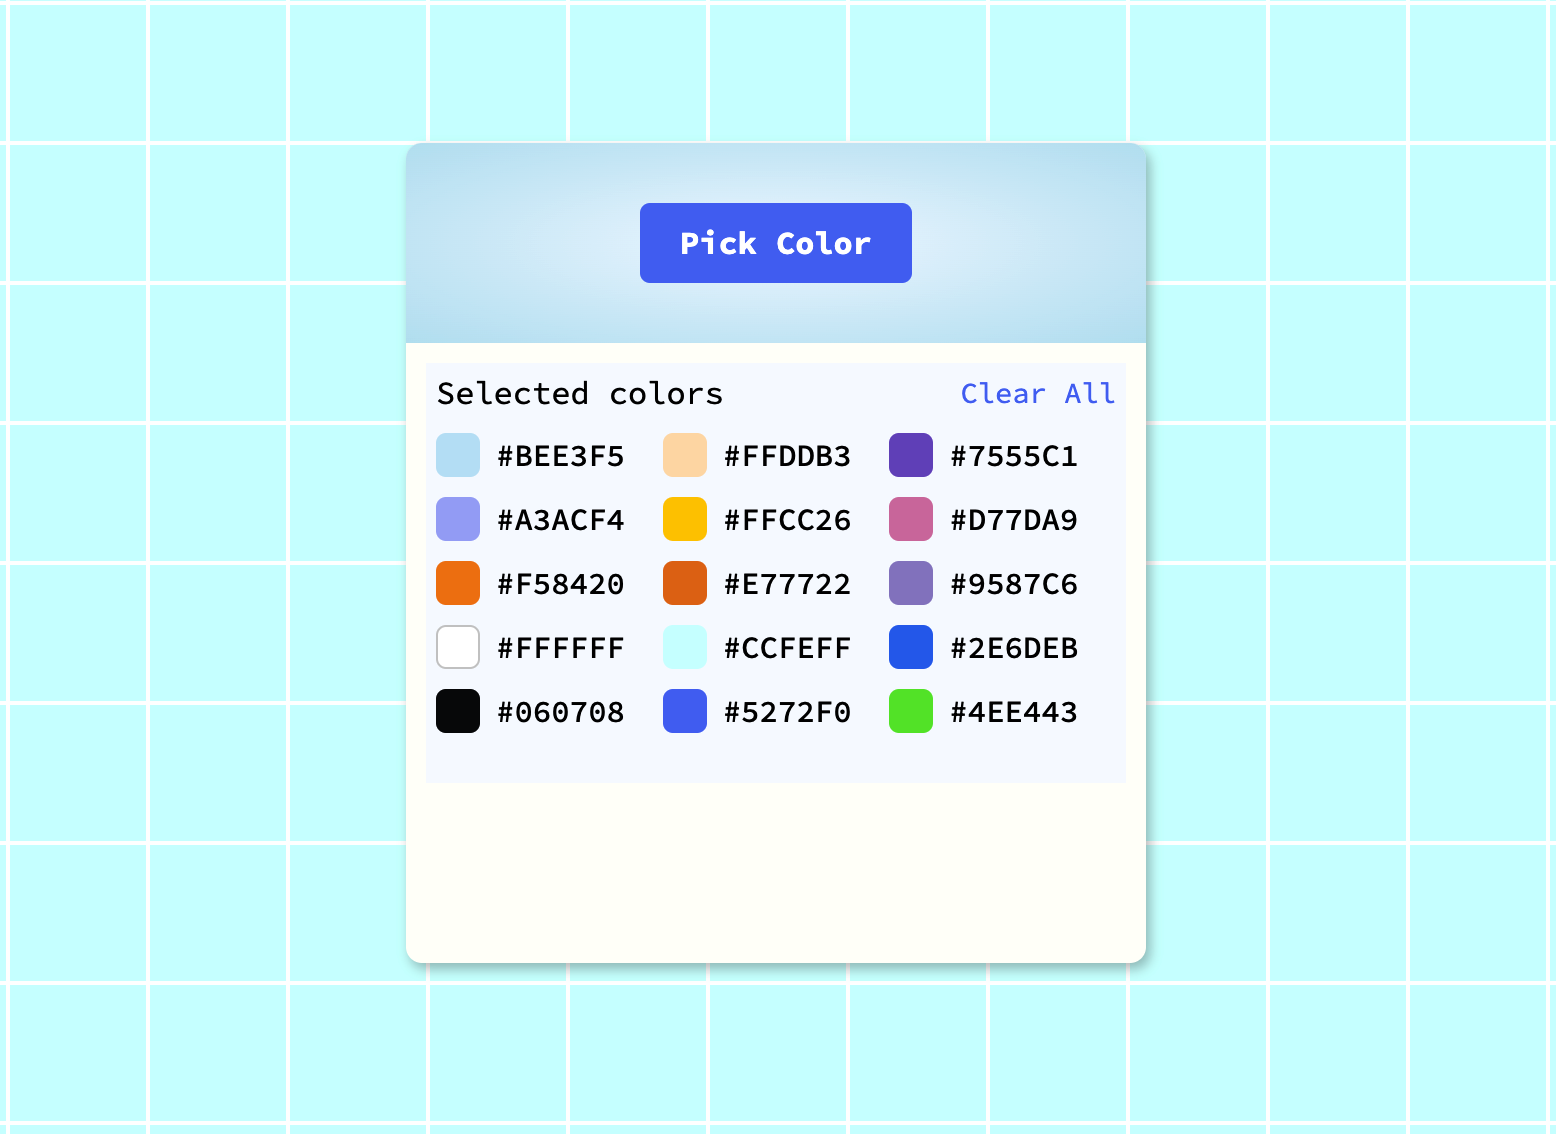 Pick Color
Selected colors Clear All
#BEE3F5 #FFDDB3 #7555C1
#A3ACF4 #FFCC26 #D77DA9
#F58420 #E77722 #9587C6
#FFFFFF #CCFEFF #2E6DEB
#060708 #5272F0 #4EE443